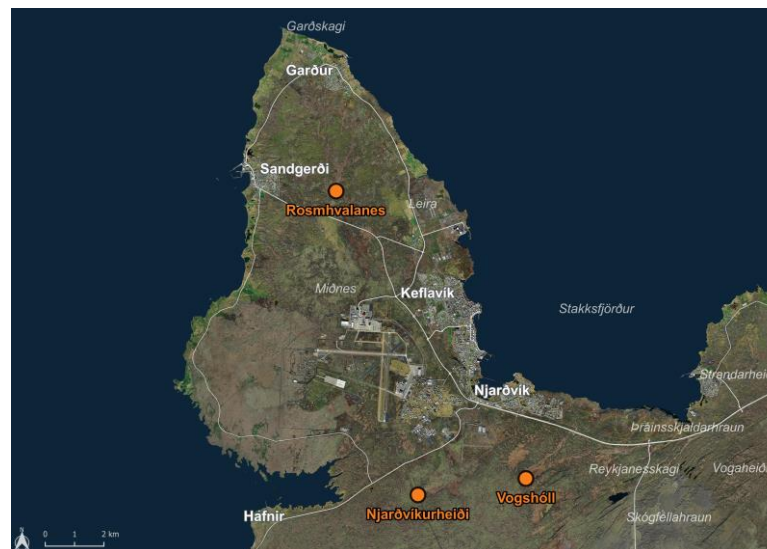 Garðskagi
Garður
Sandgerði
Rosmhvalanes
Leira
Miðnes
Keflavík
Stakksfjörður
Strandarheiði
Njarðvík
Þráinsskjaldarhraun
Reykjanesskagi
Vogaheiði
Vogshóll
Njarðvíkurheiði
Skógfellahraun
Hafnir
N
0 1 2 km